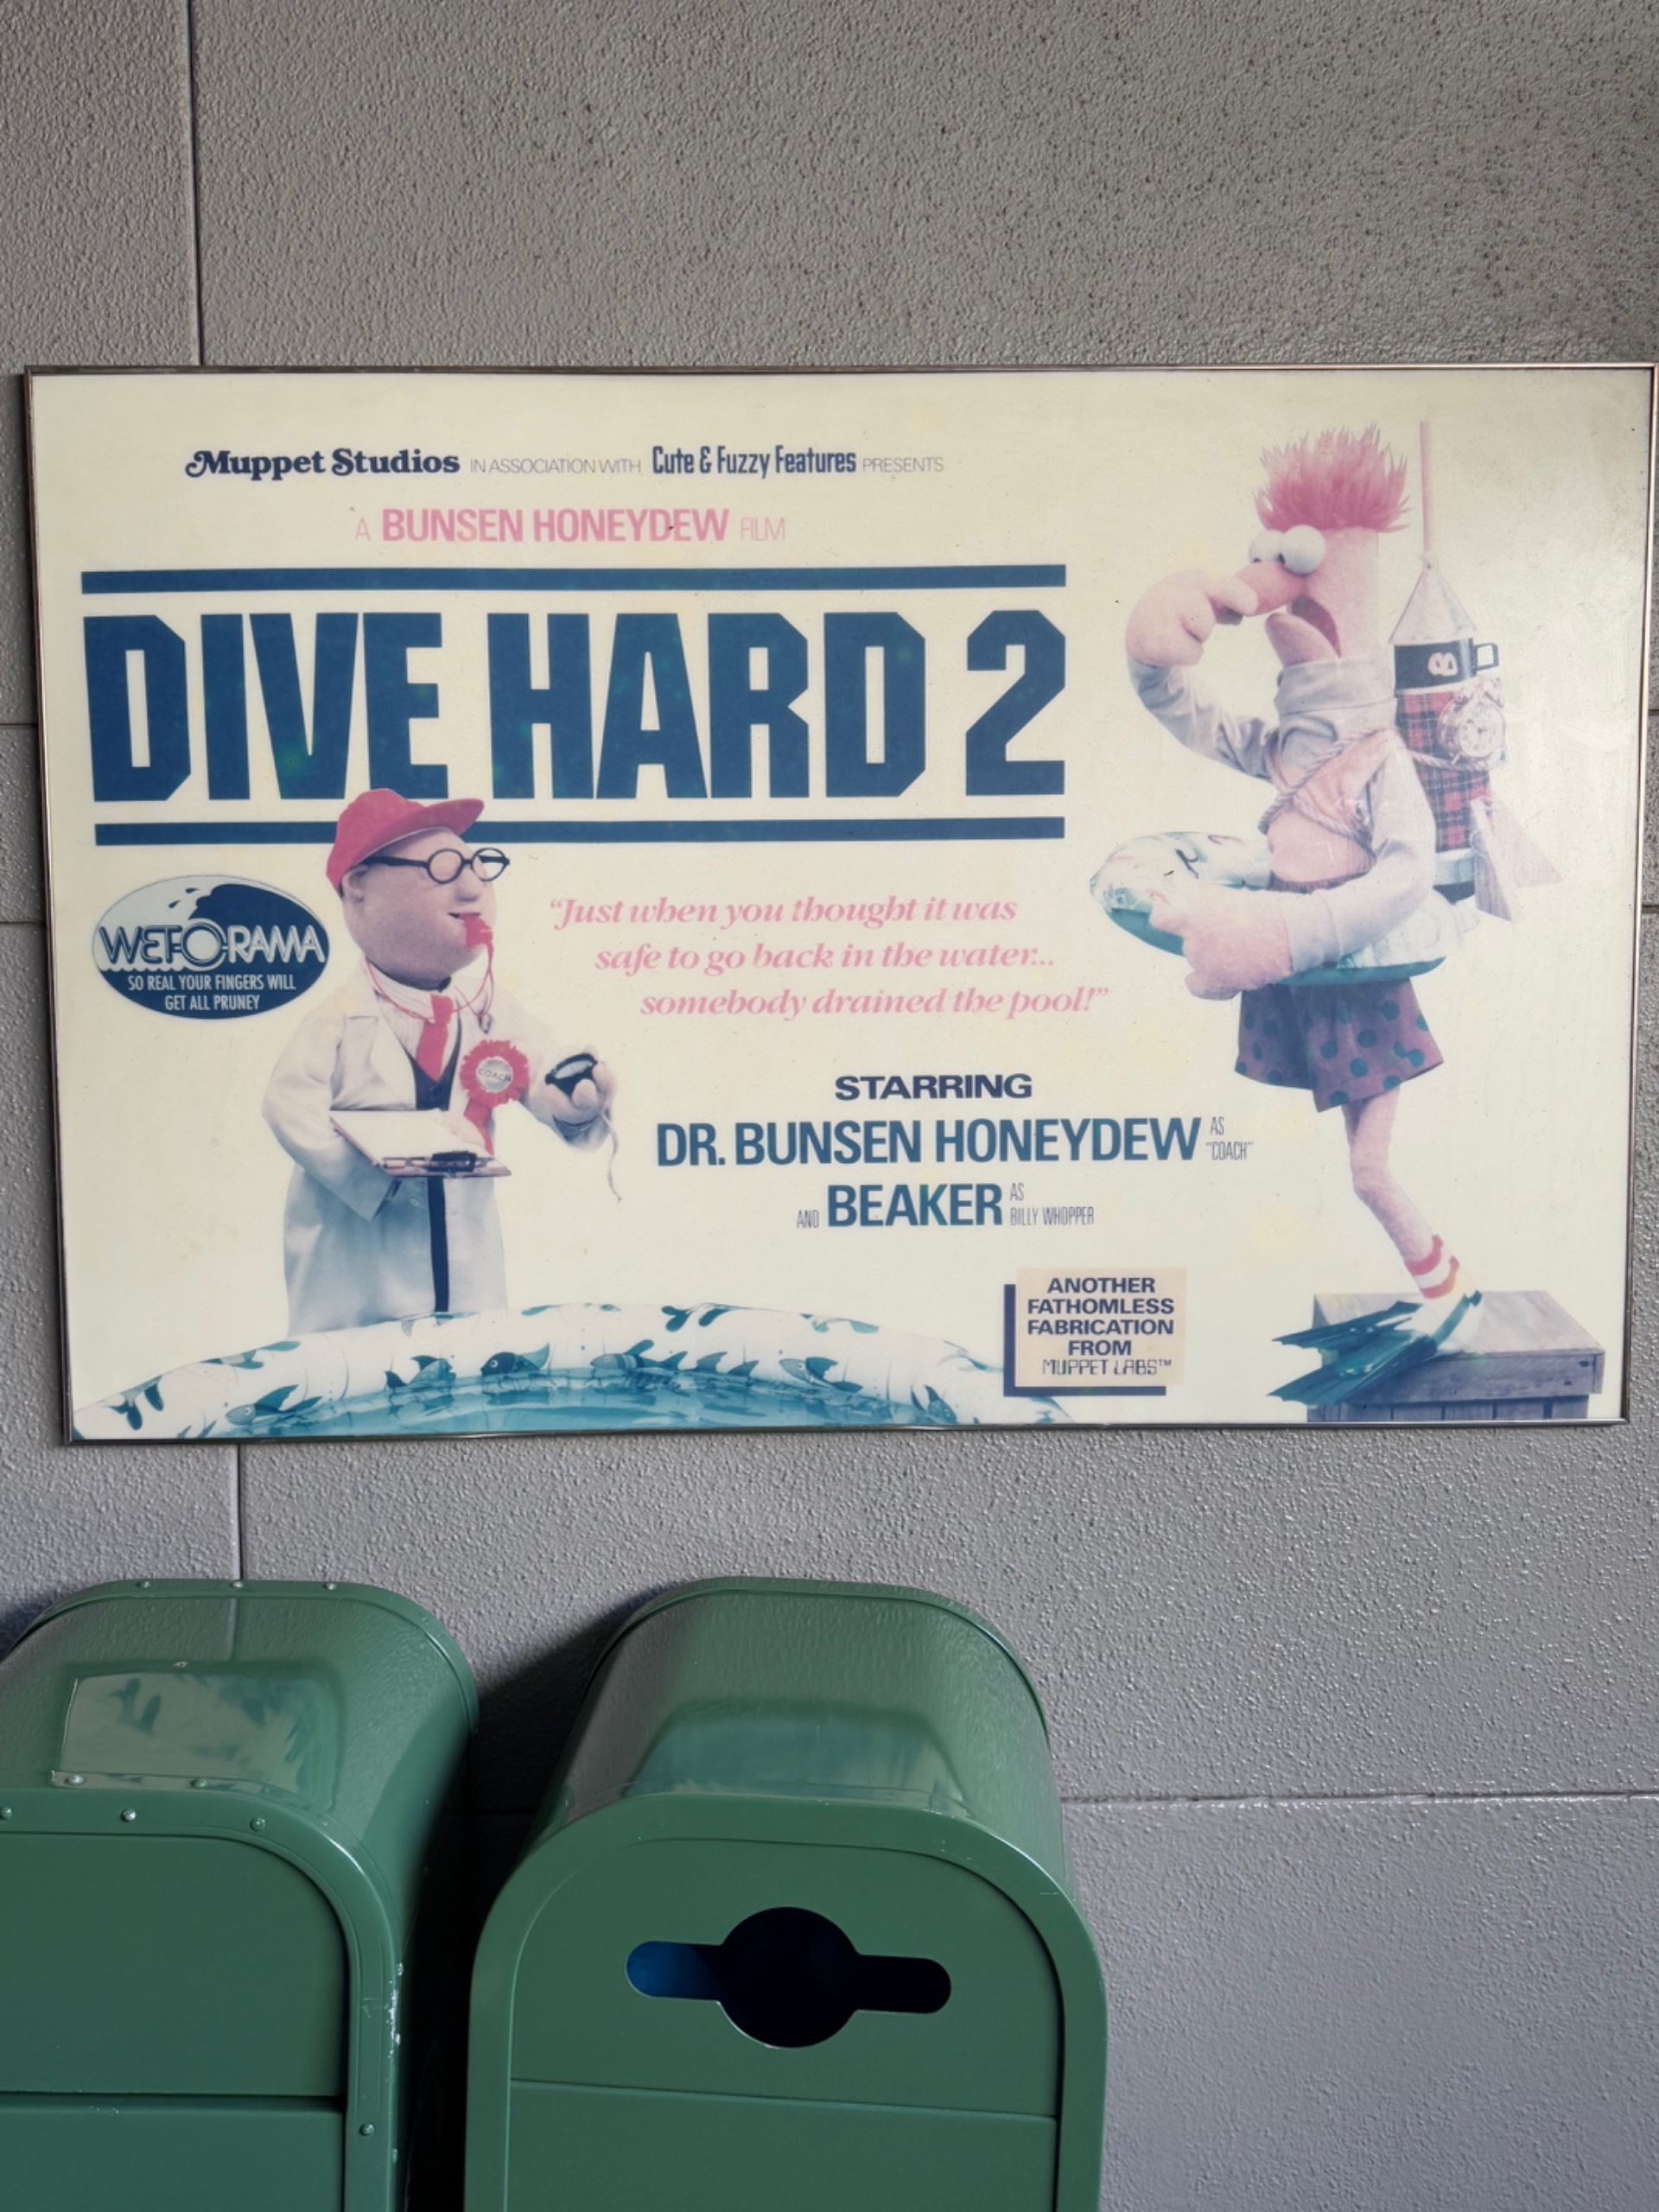 Muppet Studios IN ASSOCIATION WITH Cute & Fuzzy Features PRESENTS
A BUNSEN HONEYDEW FILM
DIVE HARD 2
WET-O-RAMA
SO REAL YOUR FINGERS WILL
GET ALL PRUNEY
"Just when you thought it was
safe to go back in the water...
somebody drained the pool!"
COACH
STARRING
DR. BUNSEN HONEYDEW AS "COACH"
AND BEAKER AS BILLY WHOPPER
ANOTHER
FATHOMLESS
FABRICATION
FROM
MUPPET LABS™